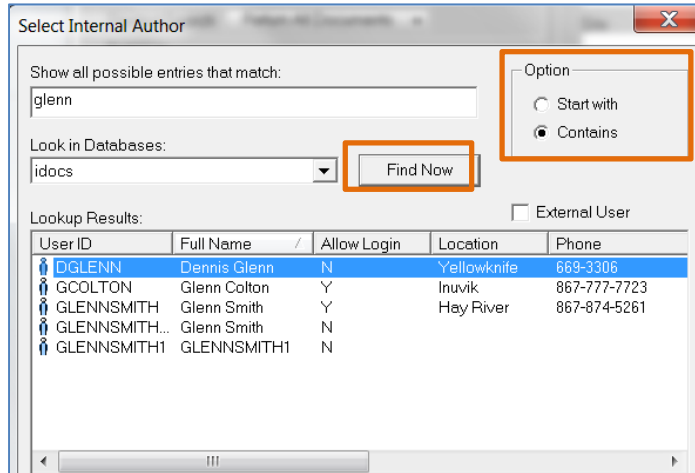 Select Internal Author
X
Show all possible entries that match:
glenn
Option
Start with
Contains
Look in Databases:
idocs
Find Now
Lookup Results:
External User
User ID Full Name / Allow Login Location Phone
DGLENN Dennis Glenn N Yellowknife 669-3306
GCOLTON Glenn Colton Y Inuvik 867-777-7723
GLENNSMITH Glenn Smith Y Hay River 867-874-5261
GLENNSMITH... Glenn Smith N
GLENNSMITH1 GLENNSMITH1 N